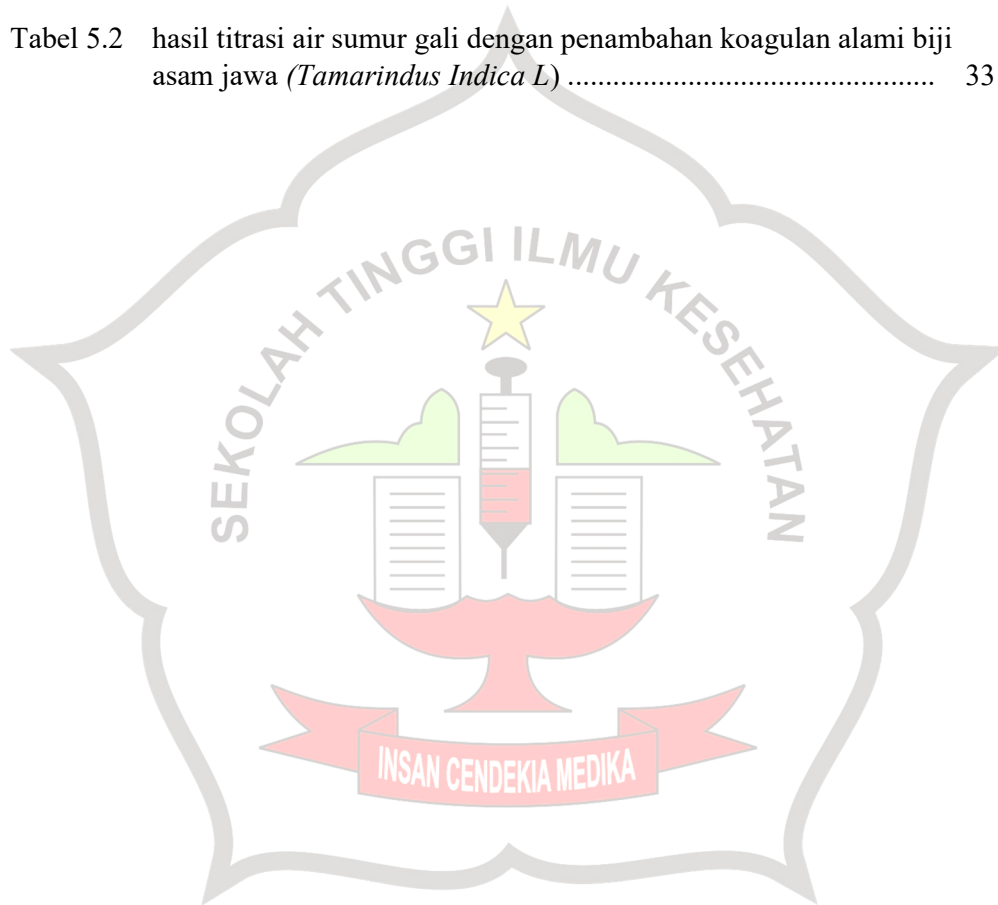 Tabel 5.2 hasil titrasi air sumur gali dengan penambahan koagulan alami biji
asam jawa (Tamarindus Indica L) ................................................ 33
SEKOLAH TINGGI ILMU KESEHATAN
INSAN CENDEKIA MEDIKA